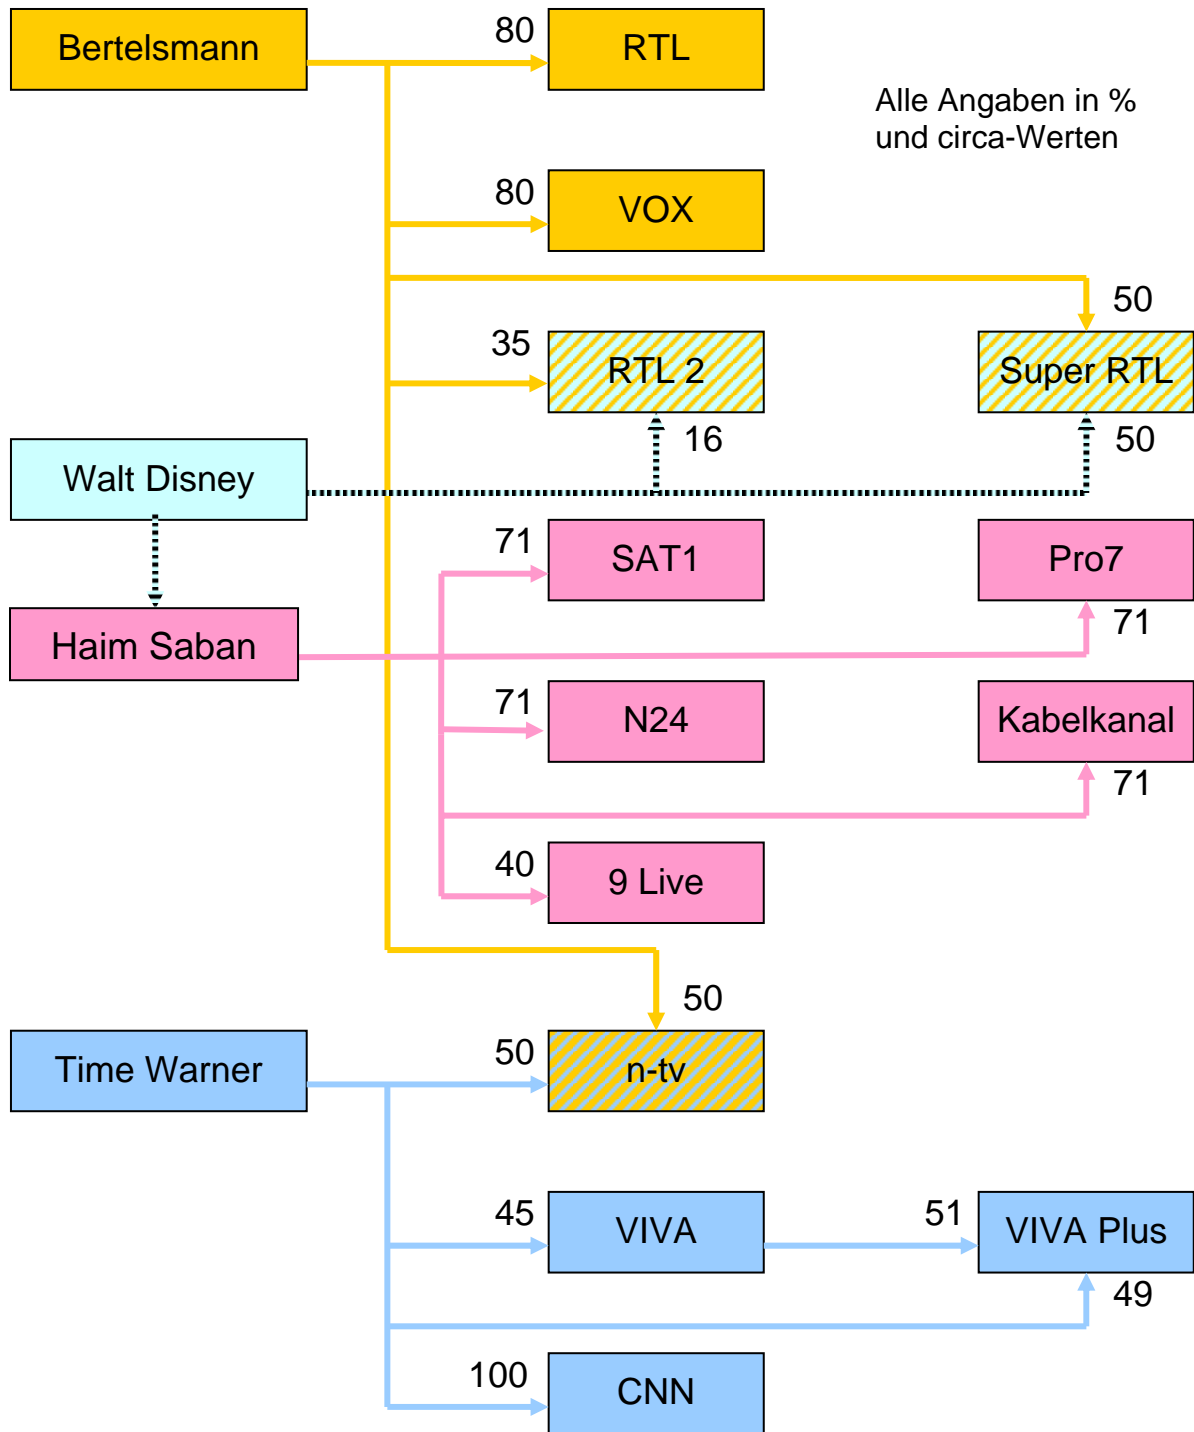 Bertelsmann
80
RTL
Alle Angaben in %
und circa-Werten
80
VOX
50
35
RTL 2
Super RTL
16
50
Walt Disney
71
SAT1
Pro7
71
Haim Saban
71
N24
Kabelkanal
71
40
9 Live
50
Time Warner
50
n-tv
45
VIVA
51
VIVA Plus
49
100
CNN